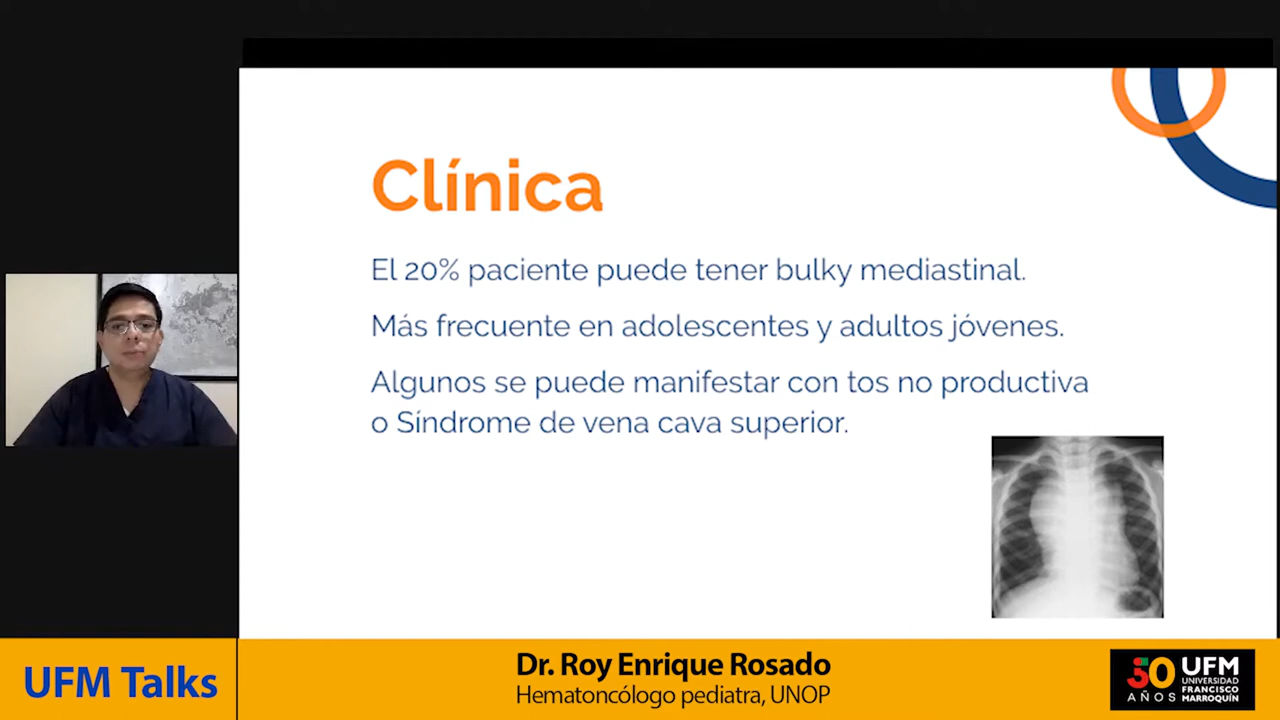 Clínica
El 20% paciente puede tener bulky mediastinal.
Más frecuente en adolescentes y adultos jóvenes.
Algunos se puede manifestar con tos no productiva
o Síndrome de vena cava superior.
UFM Talks
Dr. Roy Enrique Rosado
Hematoncólogo pediatra, UNOP
50
AÑOS
UFM
UNIVERSIDAD
FRANCISCO
MARROQUÍN